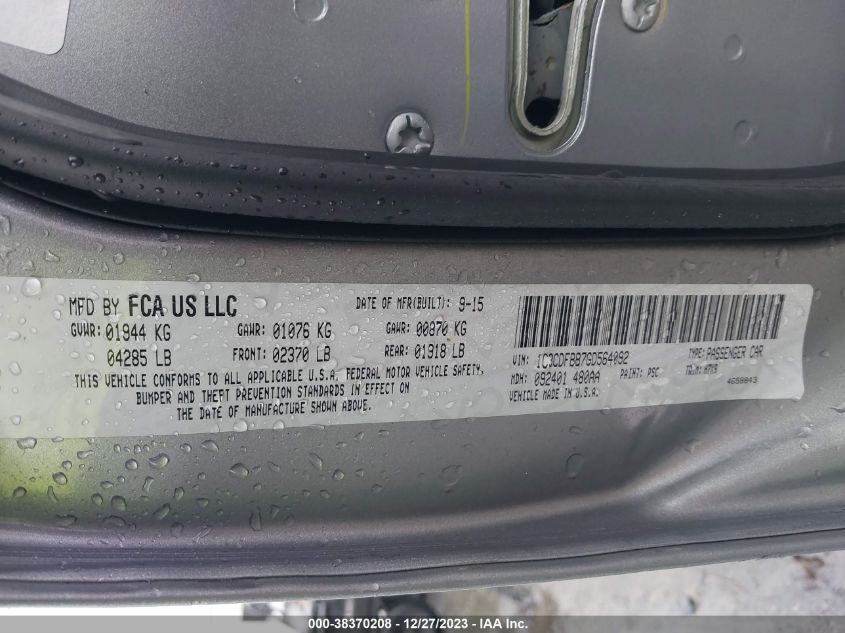 MFD BY FCA US LLC DATE OF MFR(BUILT): 9-15
GVWR: 01944 KG GAWR: 01076 KG GAWR: 00870 KG
04285 LB FRONT: 02370 LB REAR: 01918 LB
THIS VEHICLE CONFORMS TO ALL APPLICABLE U.S.A. FEDERAL MOTOR VEHICLE SAFETY,
BUMPER AND THEFT PREVENTION STANDARDS IN EFFECT ON
THE DATE OF MANUFACTURE SHOWN ABOVE.
VIN: 1C3CDFBB7GD564092 TYPE: PASSENGER CAR
MDH: 092401 480AA PAINT: PSC TRIM:
VEHICLE MADE IN U.S.A. 4658843
000-38370208 - 12/27/2023 - IAA Inc.